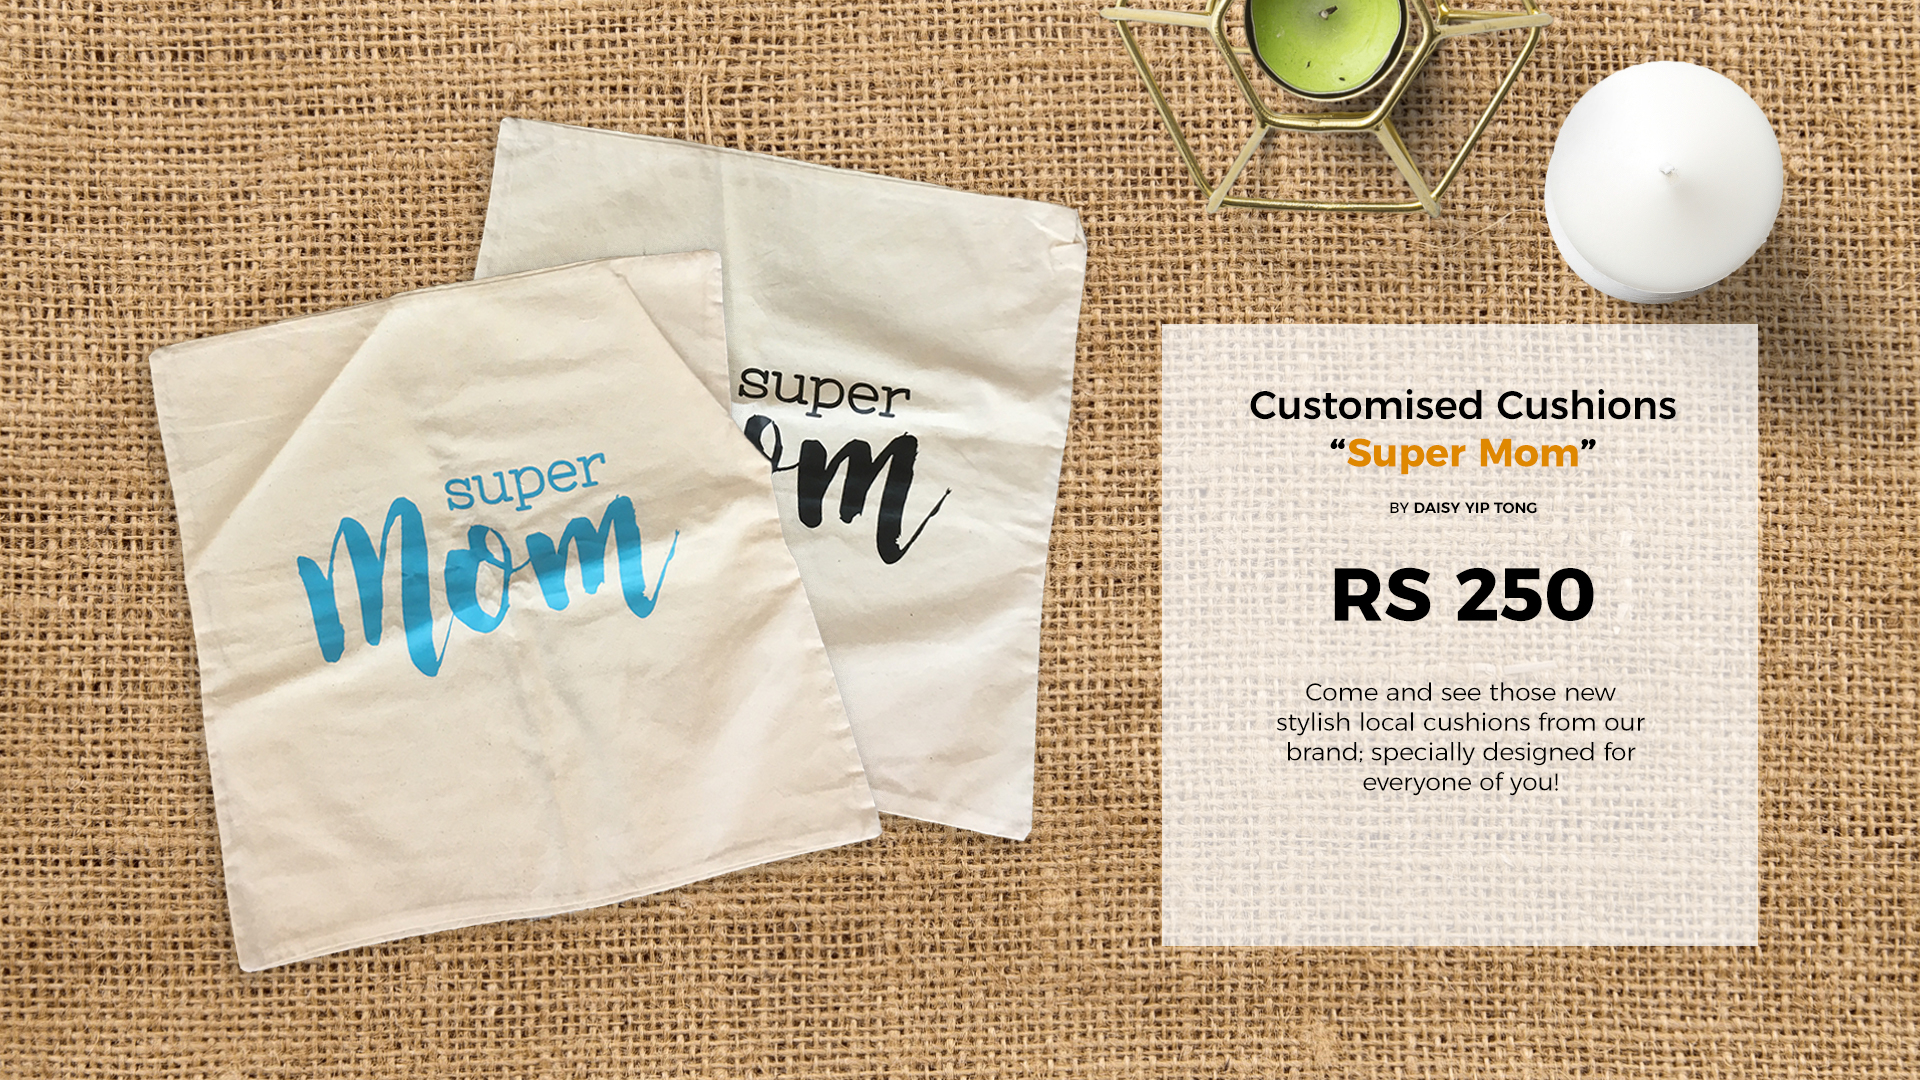 super
Mom
super
om
Customised Cushions
“Super Mom”
BY DAISY YIP TONG
RS 250
Come and see those new
stylish local cushions from our
brand; specially designed for
everyone of you!